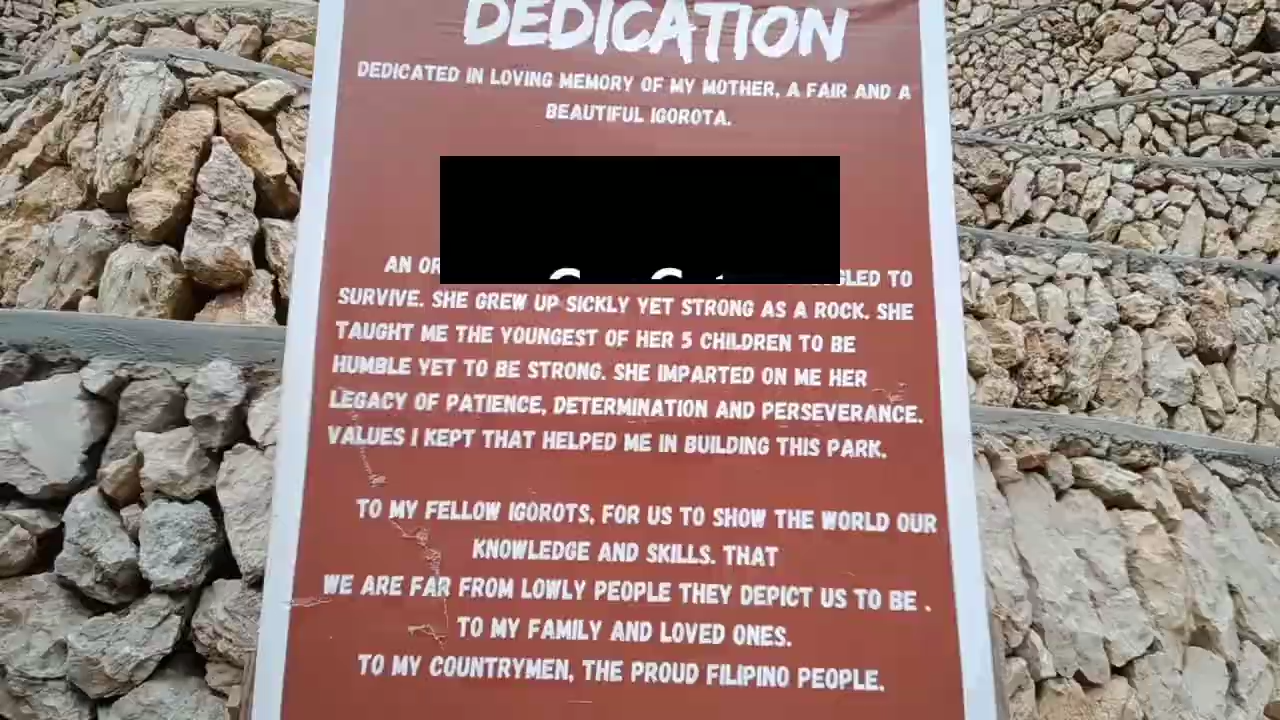 DEDICATION
DEDICATED IN LOVING MEMORY OF MY MOTHER, A FAIR AND A
BEAUTIFUL IGOROTA.
AN TO
SURVIVE. SHE GREW UP SICKLY YET STRONG AS A ROCK. SHE
TAUGHT ME THE YOUNGEST OF HER 5 CHILDREN TO BE
HUMBLE YET TO BE STRONG. SHE IMPARTED ON ME HER
LEGACY OF PATIENCE, DETERMINATION AND PERSEVERANCE.
VALUES I KEPT THAT HELPED ME IN BUILDING THIS PARK.
TO MY FELLOW IGOROTS, FOR US TO SHOW THE WORLD OUR
KNOWLEDGE AND SKILLS. THAT
WE ARE FAR FROM LOWLY PEOPLE THEY DEPICT US TO BE .
TO MY FAMILY AND LOVED ONES.
TO MY COUNTRYMEN, THE PROUD FILIPINO PEOPLE.